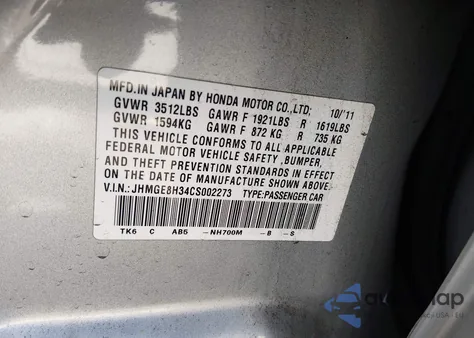 MFD.IN JAPAN BY HONDA MOTOR CO.,LTD. 10/'11
GVWR 3512LBS GAWR F 1921LBS R 1619LBS
GVWR 1594KG GAWR F 872 KG R 735 KG
THIS VEHICLE CONFORMS TO ALL APPLICABLE
FEDERAL MOTOR VEHICLE SAFETY ,BUMPER,
AND THEFT PREVENTION STANDARDS IN EFFECT
ON THE DATE OF MANUFACTURE SHOWN ABOVE.
V.I.N.: JHMGE8H34CS002273 TYPE:PASSENGER CAR
TK6 C AB5 -NH700M -B -S